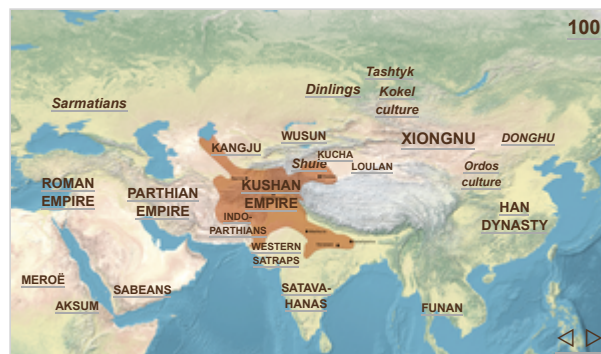 100
Tashtyk
Dinlings
Kokel
culture
Sarmatians
WUSUN
XIONGNU
DONGHU
KANGJU
KUCHA
Shule
LOULAN
Ordos
culture
ROMAN
EMPIRE
PARTHIAN
EMPIRE
KUSHAN
EMPIRE
HAN
DYNASTY
INDO-
PARTHIANS
WESTERN
SATRAPS
MEROË
AKSUM
SABEANS
SATAVA-
HANAS
FUNAN